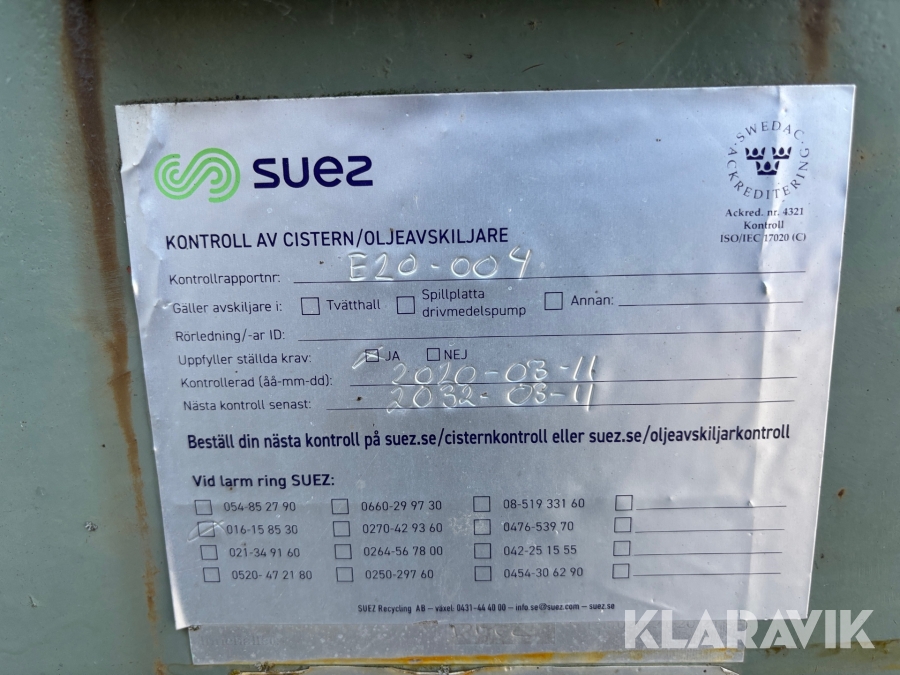 suez
SWEDAC
ACKREDITERING
Ackred. nr. 4321
Kontroll
ISO/IEC 17020 (C)
KONTROLL AV CISTERN/OLJEAVSKILJARE
Kontrollrapportnr: E20-004
Gäller avskiljare i: Tvätthall Spillplatta drivmedelspump Annan:
Rörledning/-ar ID:
Uppfyller ställda krav: JA NEJ
Kontrollerad (åå-mm-dd): 2020-03-11
Nästa kontroll senast: 2032-03-11
Beställ din nästa kontroll på suez.se/cisternkontroll eller suez.se/oljeavskiljarkontroll
Vid larm ring SUEZ:
054-85 27 90 0660-29 97 30 08-519 331 60
016-15 85 30 0270-42 93 60 0476-539 70
021-34 91 60 0264-56 78 00 042-25 15 55
0520- 47 21 80 0250-297 60 0454-30 62 90
SUEZ Recycling AB – växel: 0431-44 40 00 – info.se@suez.com – suez.se
KLARAVIK